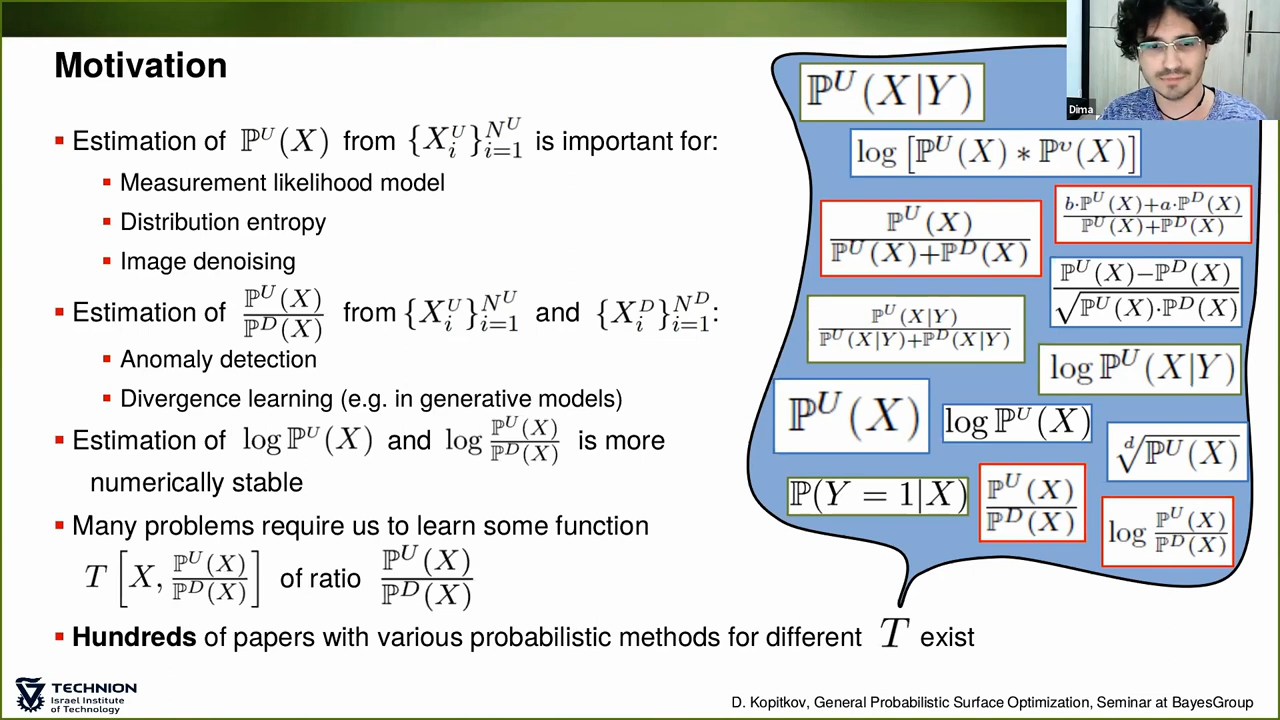 Motivation
Estimation of ℙ^U(X) from {X_i^U}_{i=1}^{N^U} is important for:
Measurement likelihood model
Distribution entropy
Image denoising
Estimation of ℙ^U(X)/ℙ^D(X) from {X_i^U}_{i=1}^{N^U} and {X_i^D}_{i=1}^{N^D}:
Anomaly detection
Divergence learning (e.g. in generative models)
Estimation of log ℙ^U(X) and log ℙ^U(X)/ℙ^D(X) is more
numerically stable
Many problems require us to learn some function
T[X, ℙ^U(X)/ℙ^D(X)] of ratio ℙ^U(X)/ℙ^D(X)
Hundreds of papers with various probabilistic methods for different T exist
ℙ^U(X|Y)
log [ℙ^U(X) * ℙ^υ(X)]
ℙ^U(X)/(ℙ^U(X)+ℙ^D(X))
(b·ℙ^U(X)+a·ℙ^D(X))/(ℙ^U(X)+ℙ^D(X))
(ℙ^U(X)−ℙ^D(X))/√(ℙ^U(X)·ℙ^D(X))
ℙ^U(X|Y)/(ℙ^U(X|Y)+ℙ^D(X|Y))
log ℙ^U(X|Y)
ℙ^U(X)
log ℙ^U(X)
ᵈ√(ℙ^U(X))
ℙ(Y = 1|X)
ℙ^U(X)/ℙ^D(X)
log ℙ^U(X)/ℙ^D(X)
Dima
TECHNION
Israel Institute
of Technology
D. Kopitkov, General Probabilistic Surface Optimization, Seminar at BayesGroup